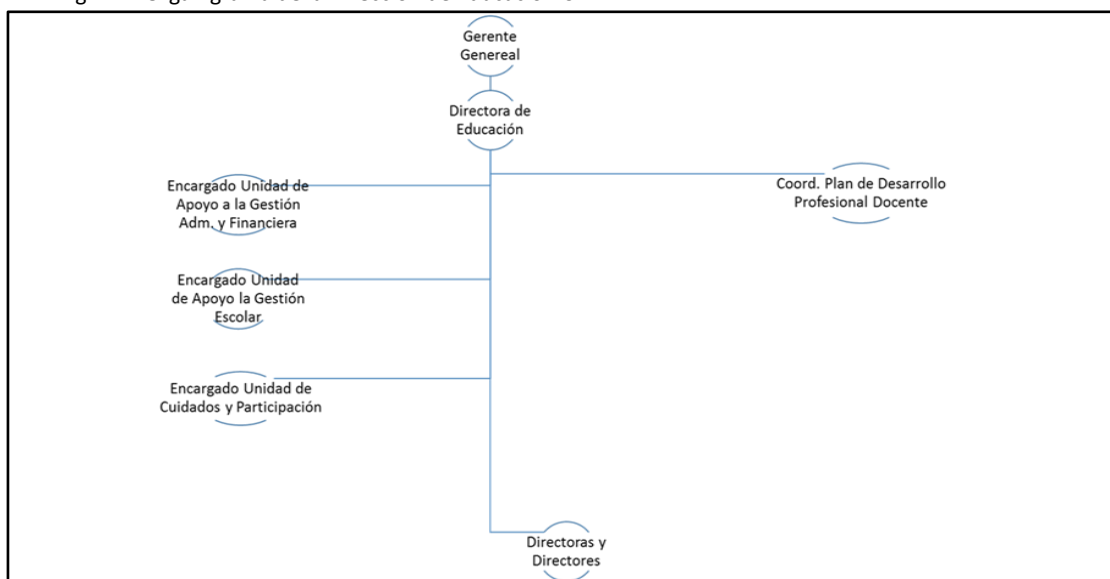 Gerente
Genereal
Directora de
Educación
Encargado Unidad de
Apoyo a la Gestión
Adm. y Financiera
Coord. Plan de Desarrollo
Profesional Docente
Encargado Unidad
de Apoyo la Gestión
Escolar
Encargado Unidad de
Cuidados y Participación
Directoras y
Directores